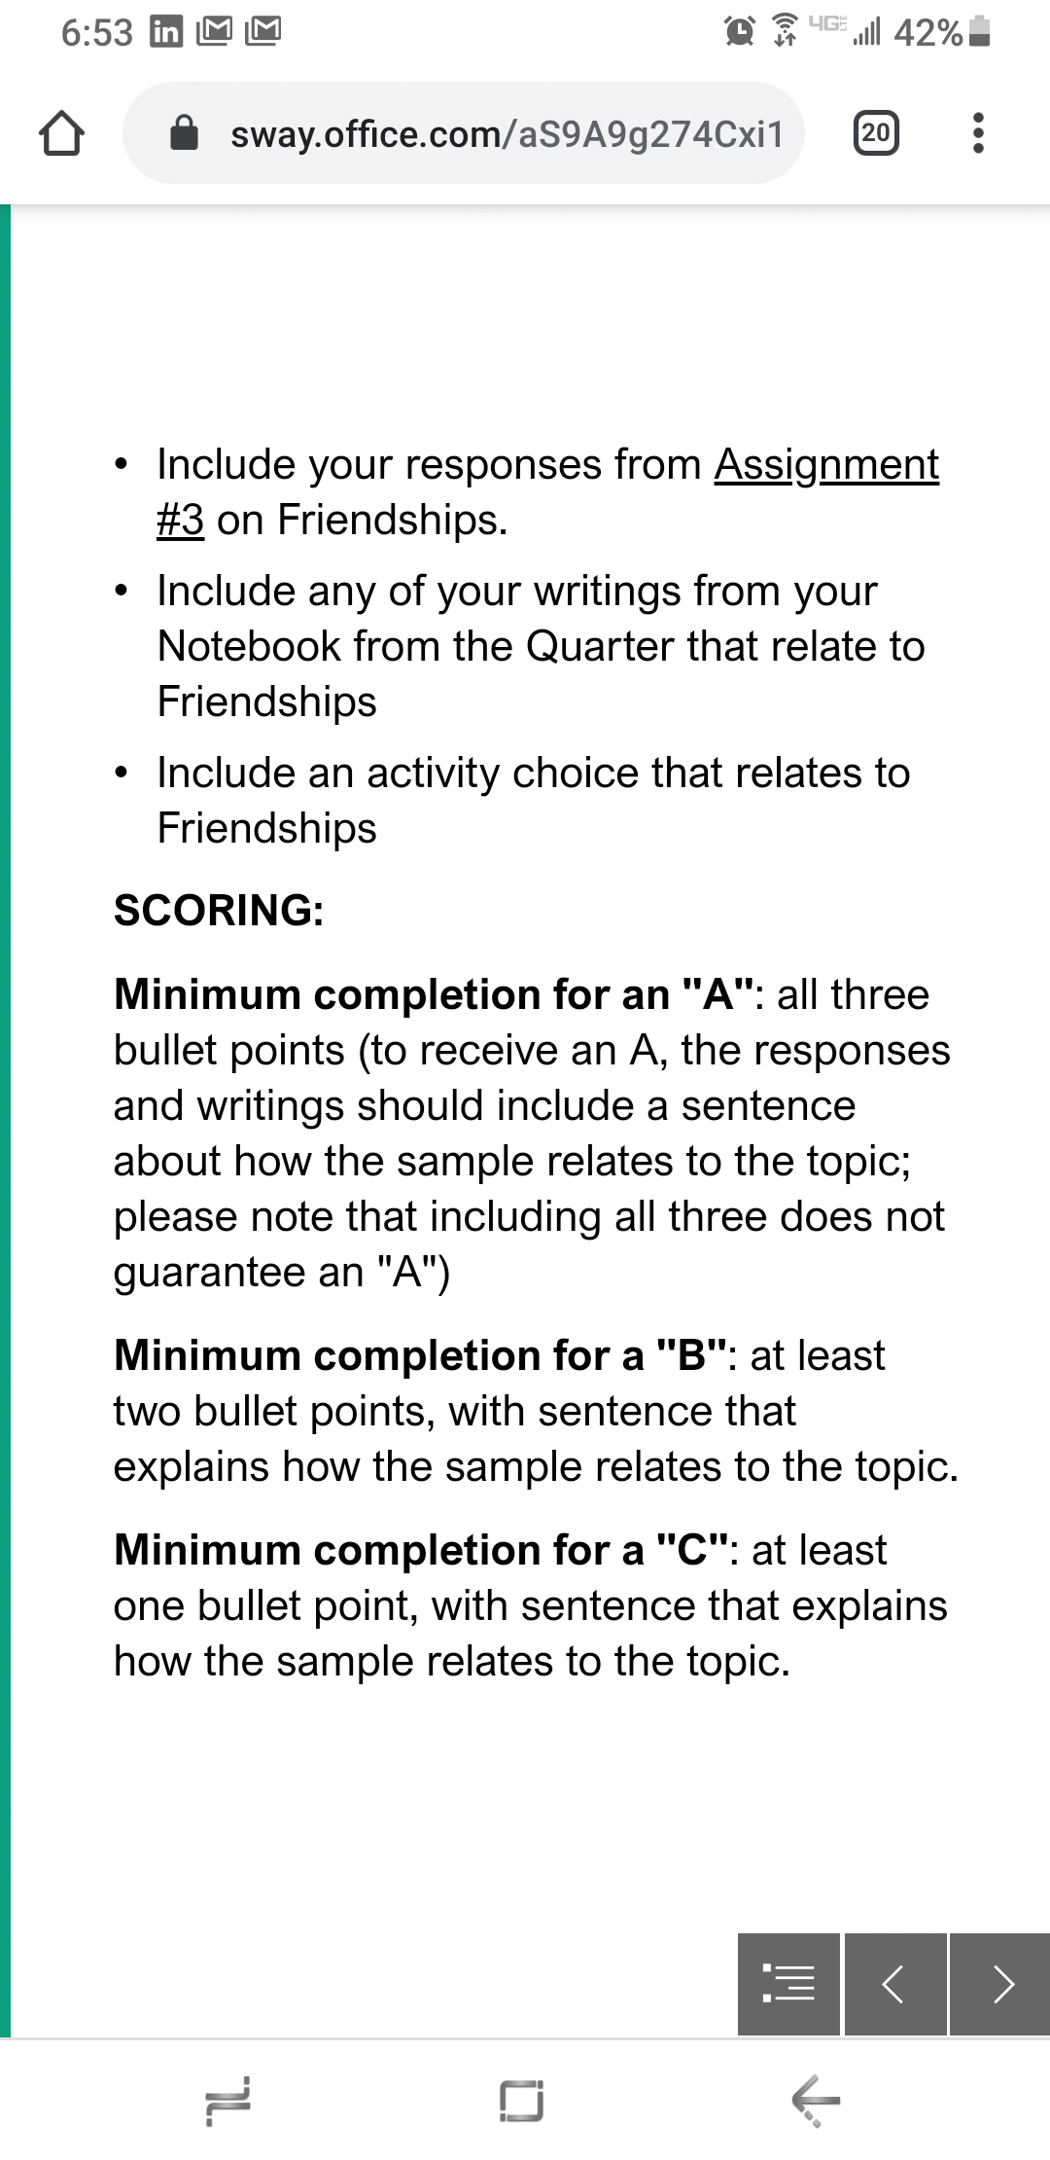 6:53 in 4G LTE 42%
sway.office.com/aS9A9g274Cxi1 20
• Include your responses from Assignment
#3 on Friendships.
• Include any of your writings from your
Notebook from the Quarter that relate to
Friendships
• Include an activity choice that relates to
Friendships
SCORING:
Minimum completion for an "A": all three
bullet points (to receive an A, the responses
and writings should include a sentence
about how the sample relates to the topic;
please note that including all three does not
guarantee an "A")
Minimum completion for a "B": at least
two bullet points, with sentence that
explains how the sample relates to the topic.
Minimum completion for a "C": at least
one bullet point, with sentence that explains
how the sample relates to the topic.